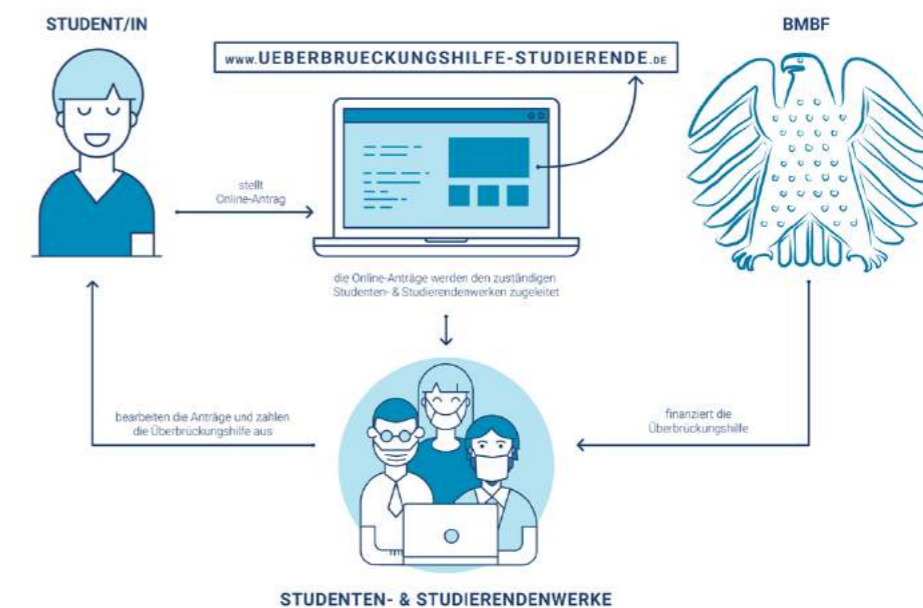 STUDENT/IN
BMBF
www.UEBERBRUECKUNGSHILFE-STUDIERENDE.DE
stellt
Online-Antrag
die Online-Anträge werden den zuständigen
Studenten- & Studierendenwerken zugeleitet
bearbeiten die Anträge und zahlen
die Überbrückungshilfe aus
finanziert die
Überbrückungshilfe
STUDENTEN- & STUDIERENDENWERKE